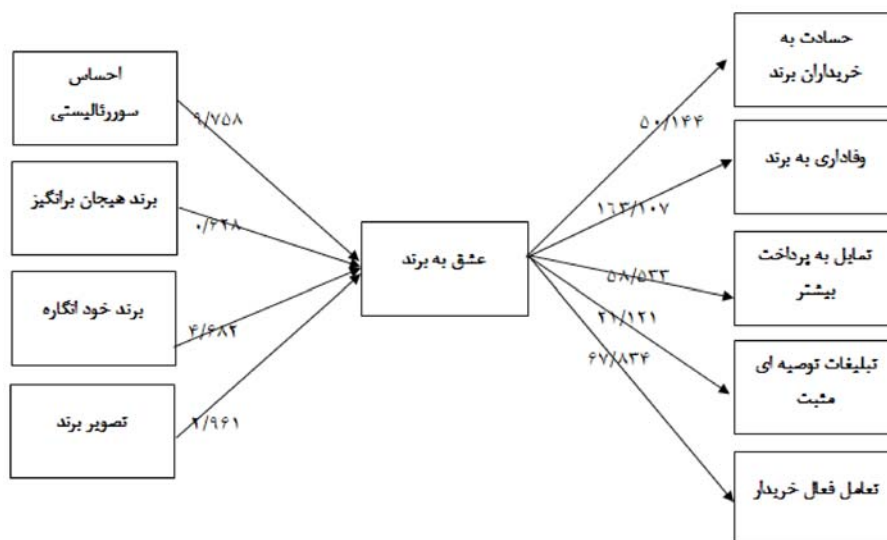 حسادت به
خریداران برند
احساس
سوررئالیستی
۹/۷۵۸
۵۰/۱۴۴
وفاداری به برند
برند هیجان برانگیز
۱۶۳/۱۰۷
۰/۶۲۸
عشق به برند
تمایل به پرداخت
بیشتر
۵۸/۵۳۳
برند خود انگاره
۴/۶۸۲
۲۱/۱۲۱
۶۷/۸۳۴
تبلیغات توصیه ای
مثبت
تصویر برند
۲/۹۶۱
تعامل فعال خریدار